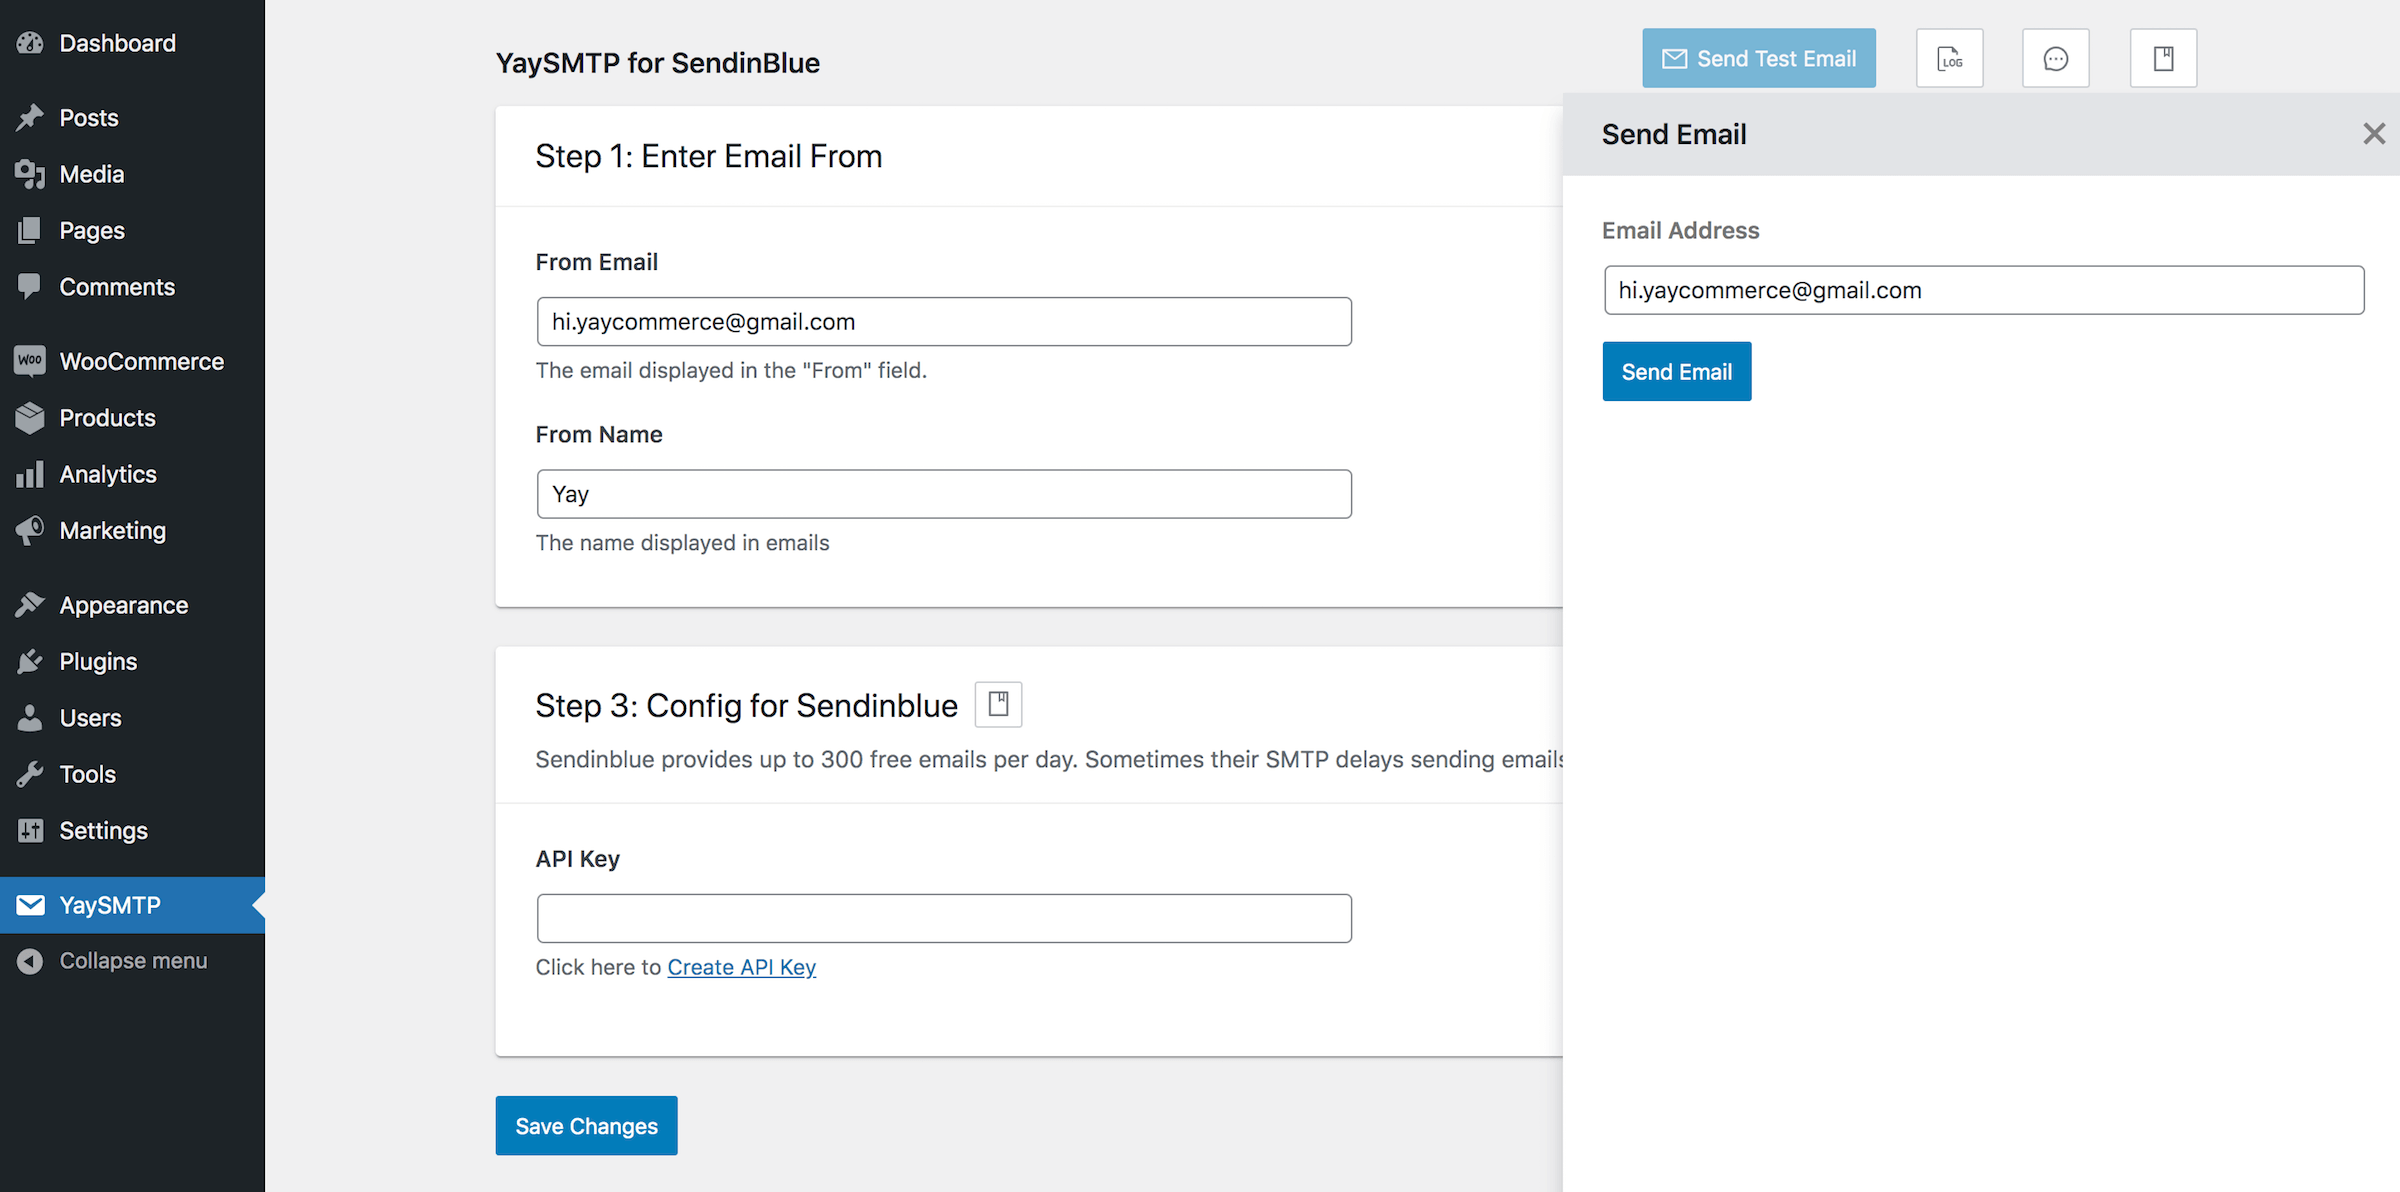 Dashboard
Posts
Media
Pages
Comments
WOO
WooCommerce
Products
Analytics
Marketing
Appearance
Plugins
Users
Tools
Settings
YaySMTP
Collapse menu
YaySMTP for SendinBlue
Send Test Email
LOG
Step 1: Enter Email From
From Email
hi.yaycommerce@gmail.com
The email displayed in the "From" field.
From Name
Yay
The name displayed in emails
Step 3: Config for Sendinblue
Sendinblue provides up to 300 free emails per day. Sometimes their SMTP delays sending emails
API Key
Click here to Create API Key
Save Changes
Send Email
Email Address
hi.yaycommerce@gmail.com
Send Email